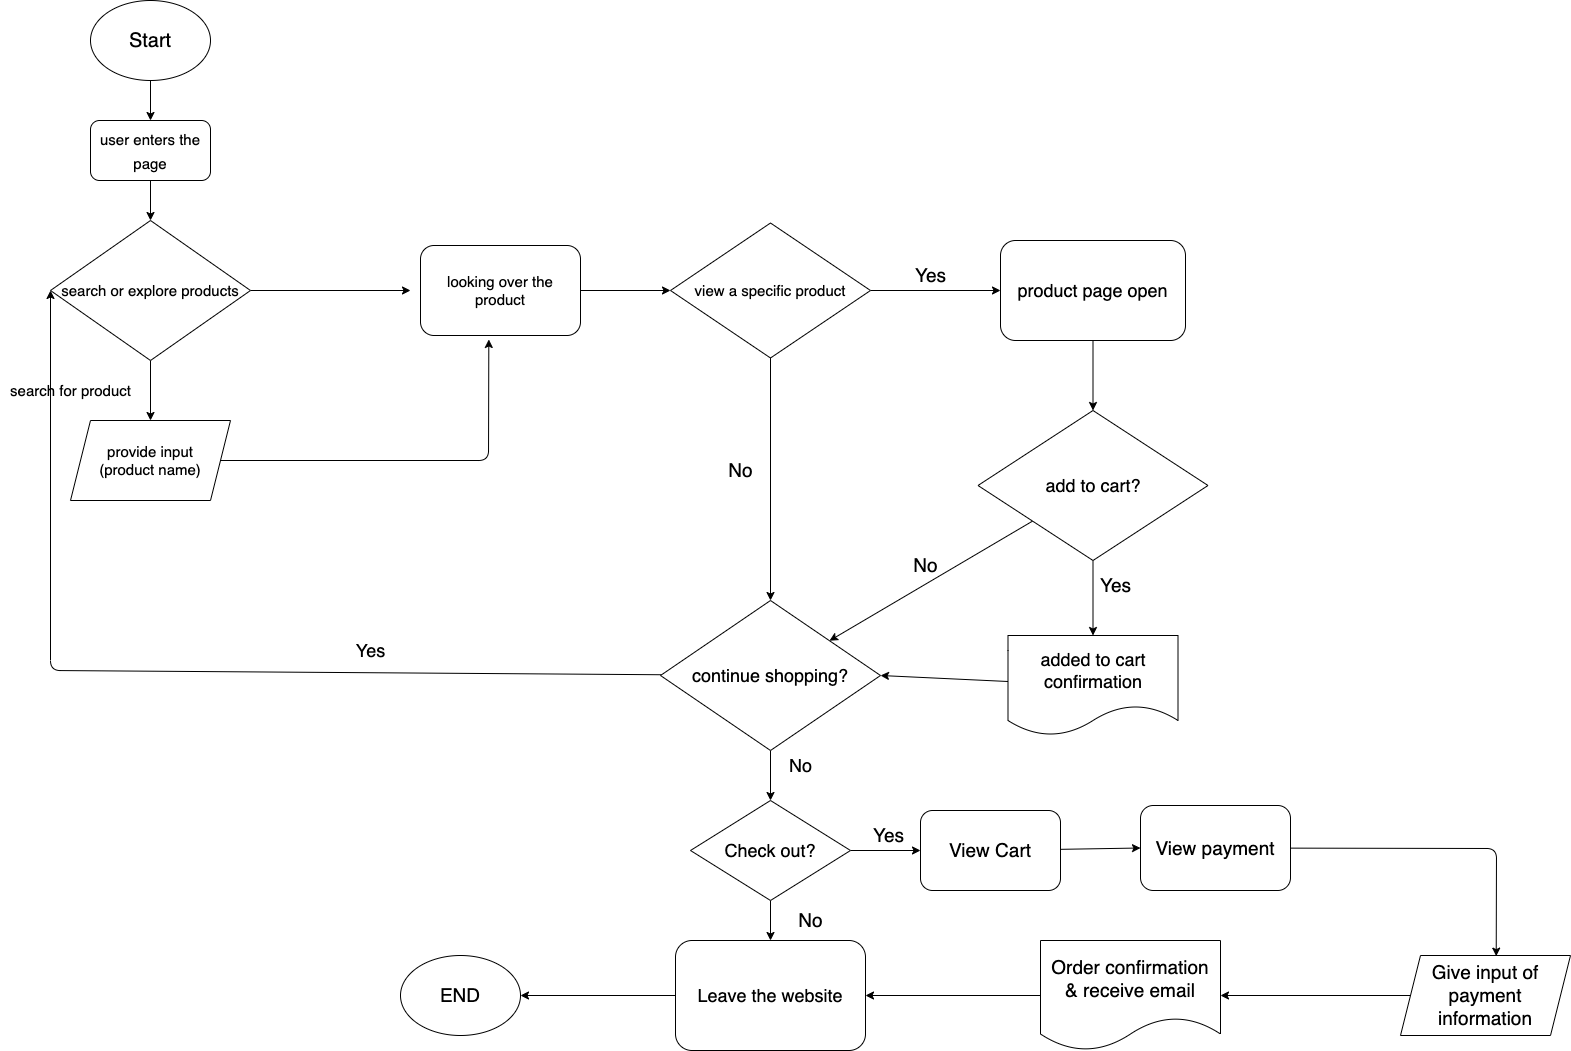 Start
user enters the
page
search or explore products
looking over the
product
view a specific product
Yes
product page open
search for product
provide input
(product name)
No
add to cart?
No
Yes
Yes
continue shopping?
added to cart
confirmation
No
Check out?
Yes
View Cart
View payment
No
END
Leave the website
Order confirmation
& receive email
Give input of
payment
information